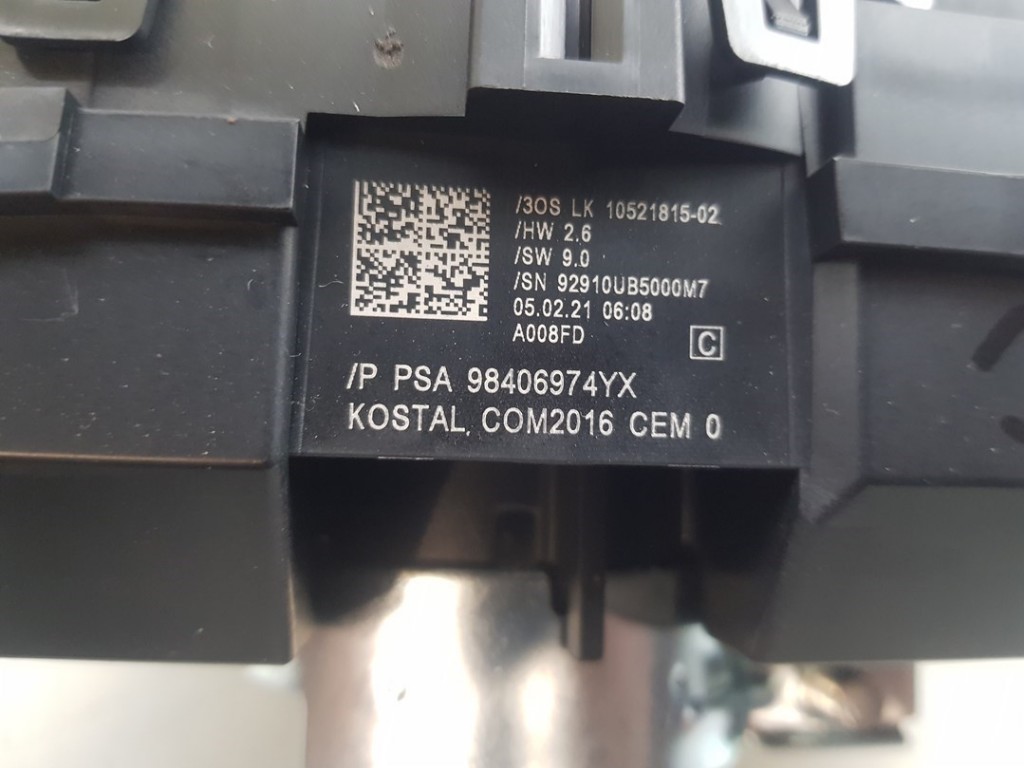 /3OS LK 10521815-02
/HW 2.6
/SW 9.0
/SN 92910UB5000M7
05.02.21 06:08
A008FD
C
/P PSA 98406974YX
KOSTAL COM2016 CEM 0